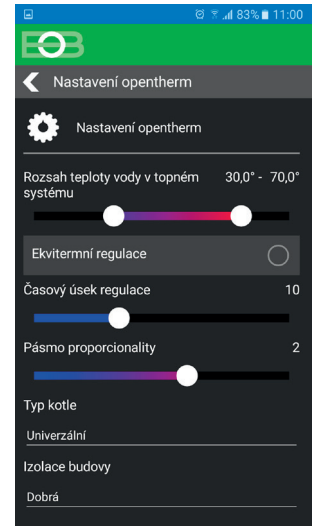 83% 11:00
EOB
Nastavení opentherm
Nastavení opentherm
Rozsah teploty vody v topném systému 30,0° - 70,0°
Ekvitermní regulace
Časový úsek regulace 10
Pásmo proporcionality 2
Typ kotle
Univerzální
Izolace budovy
Dobrá